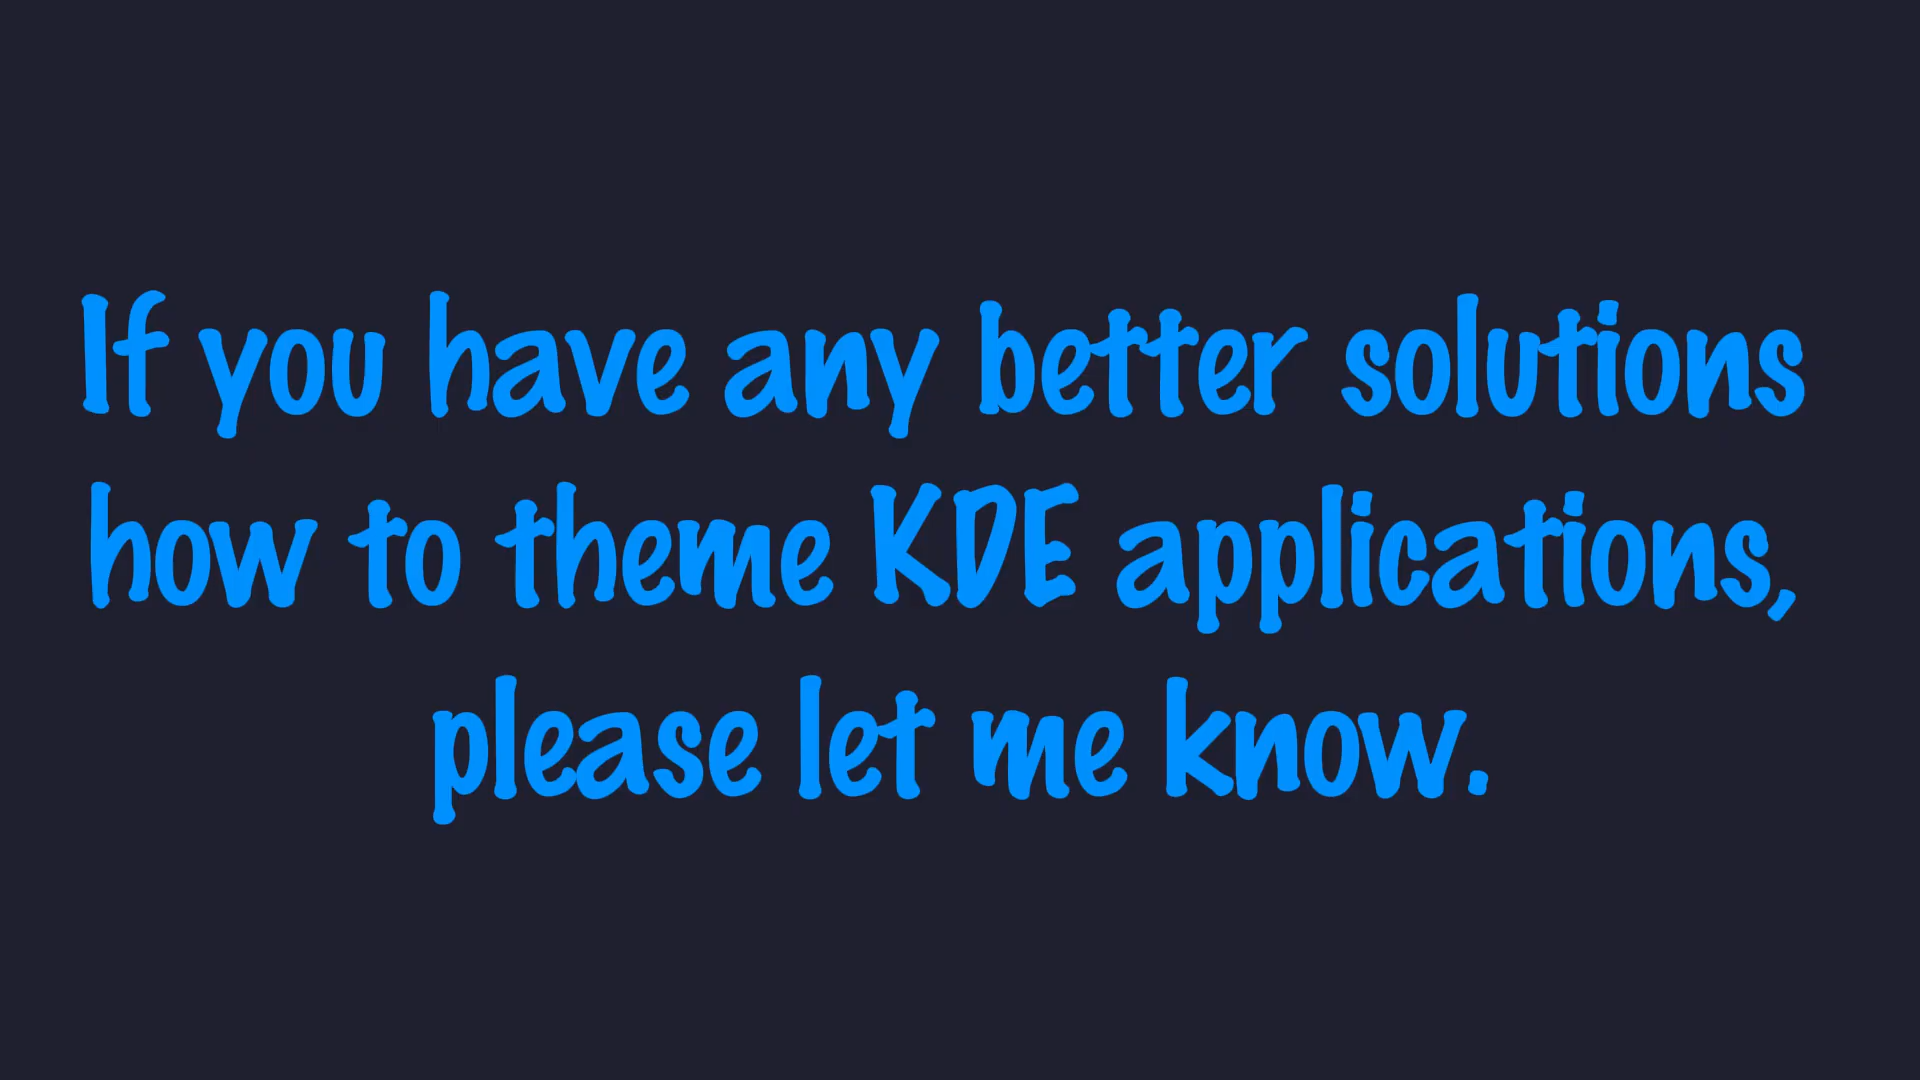 If you have any better solutions
how to theme KDE applications,
please let me know.